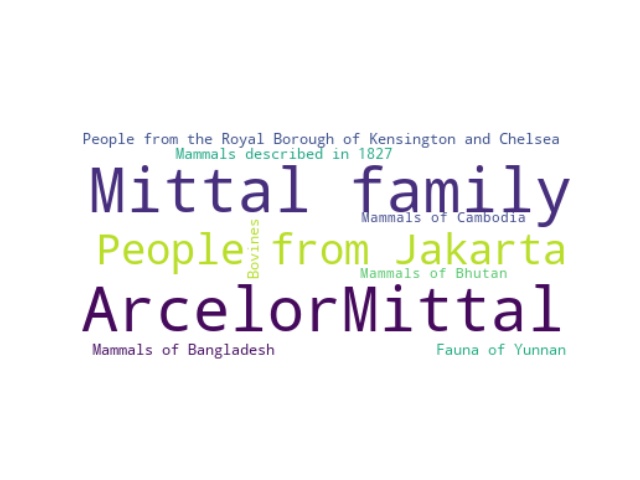 People from the Royal Borough of Kensington and Chelsea
Mammals described in 1827
Mittal family
Mammals of Cambodia
People from Jakarta
Bovines
Mammals of Bhutan
ArcelorMittal
Mammals of Bangladesh
Fauna of Yunnan